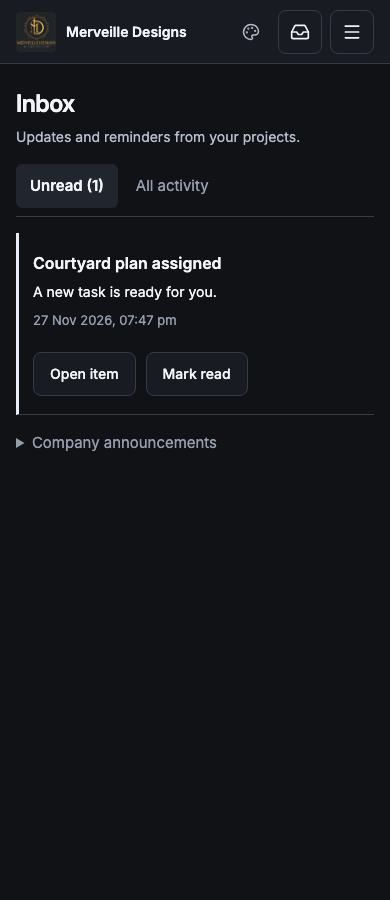 Merveille Designs
Inbox
Updates and reminders from your projects.
Unread (1)
All activity
Courtyard plan assigned
A new task is ready for you.
27 Nov 2026, 07:47 pm
Open item
Mark read
Company announcements